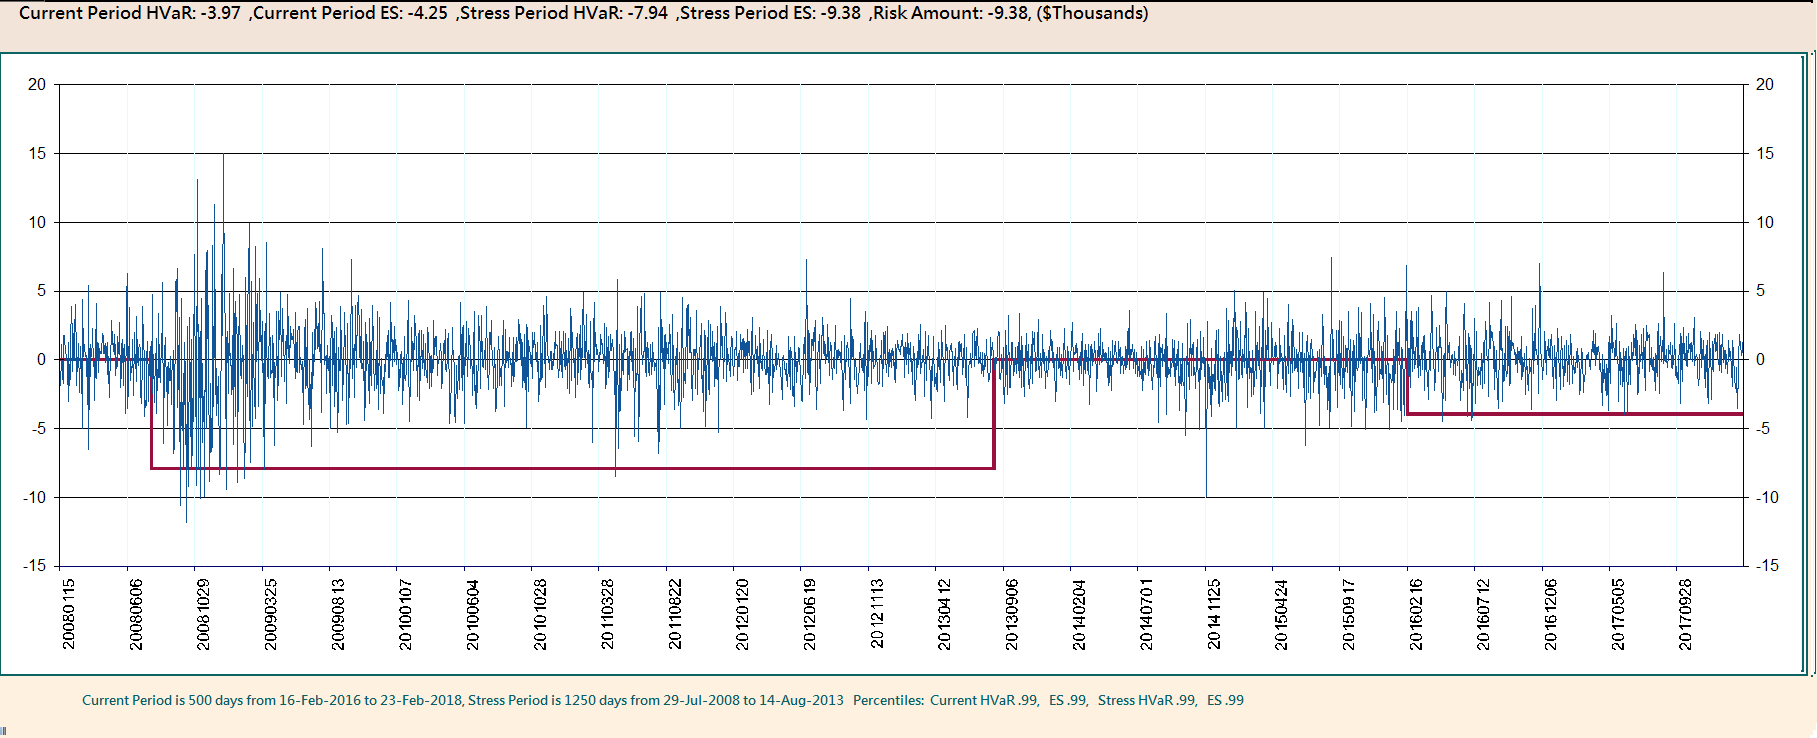 Current Period HVaR: -3.97 ,Current Period ES: -4.25 ,Stress Period HVaR: -7.94 ,Stress Period ES: -9.38 ,Risk Amount: -9.38, ($Thousands)
20 20
15 15
10 10
5 5
0 0
-5 -5
-10 -10
-15 -15
20080115 20080606 20081029 20090325 20090813 20100107 20100604 20101028 20110328 20110822 20120120 20120619 20121113 20130412 20130906 20140204 20140701 20141125 20150424 20150917 20160216 20160712 20161206 20170505 20170928
Current Period is 500 days from 16-Feb-2016 to 23-Feb-2018, Stress Period is 1250 days from 29-Jul-2008 to 14-Aug-2013 Percentiles: Current HVaR .99, ES .99, Stress HVaR .99, ES .99